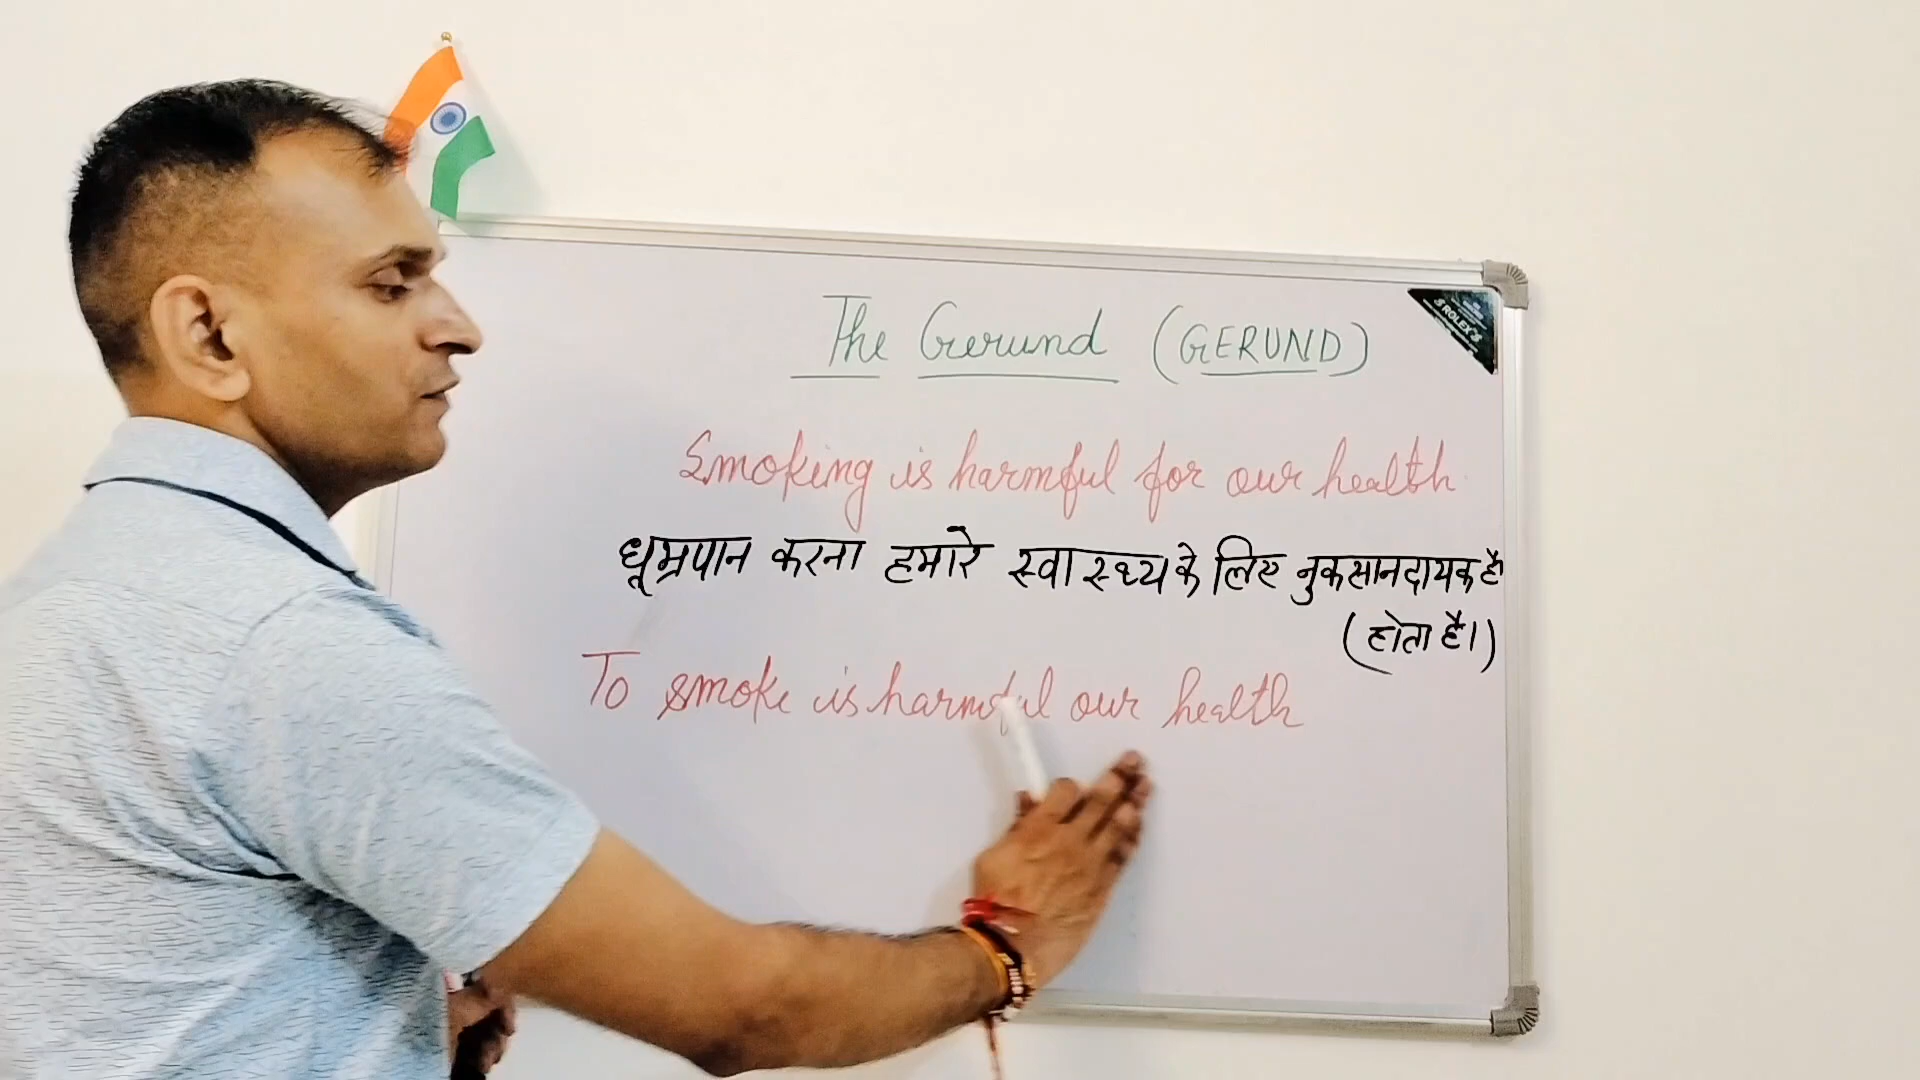 The Gerund (GERUND)
Smoking is harmful for our health.
धूम्रपान करना हमारे स्वास्थ्य के लिए नुकसानदायक है
(होता है।)
To smoke is harmful our health
ROLEX'S